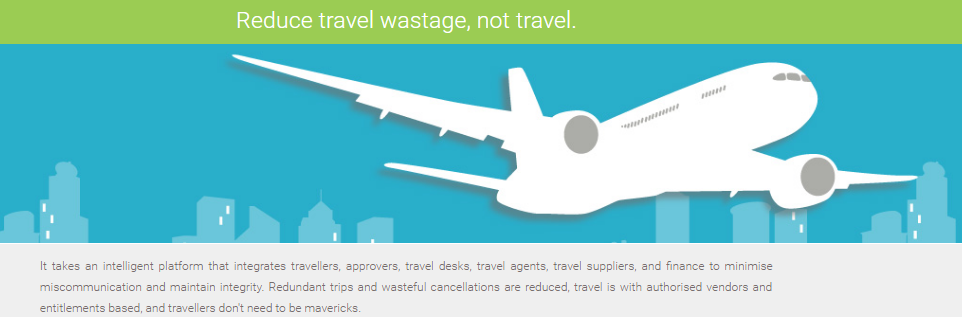 Reduce travel wastage, not travel.
It takes an intelligent platform that integrates travellers, approvers, travel desks, travel agents, travel suppliers, and finance to minimise
miscommunication and maintain integrity. Redundant trips and wasteful cancellations are reduced, travel is with authorised vendors and
entitlements based, and travellers don't need to be mavericks.